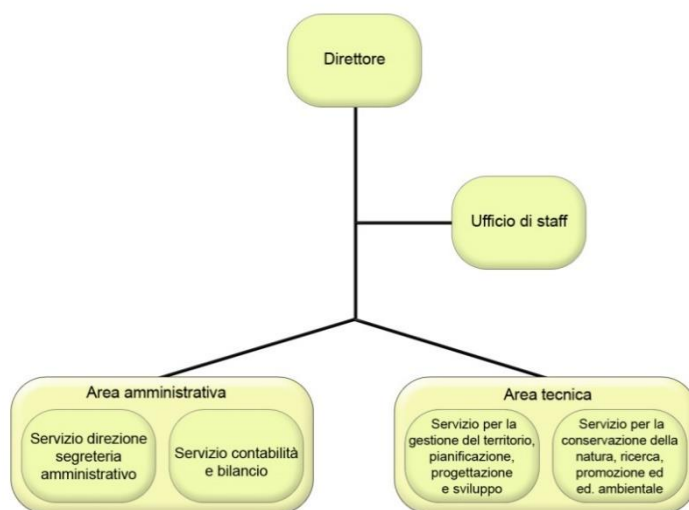 Direttore
Ufficio di staff
Area amministrativa
Servizio direzione
segreteria
amministrativo
Servizio contabilità
e bilancio
Area tecnica
Servizio per la
gestione del territorio,
pianificazione,
progettazione
e sviluppo
Servizio per la
conservazione della
natura, ricerca,
promozione ed
ed. ambientale